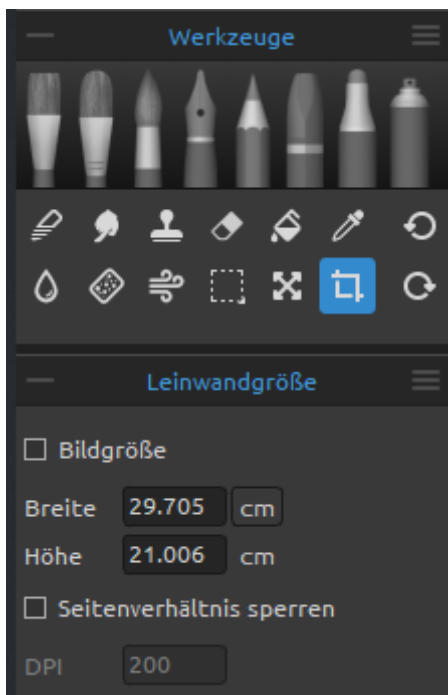 Werkzeuge
Leinwandgröße
Bildgröße
Breite 29.705 cm
Höhe 21.006 cm
Seitenverhältnis sperren
DPI 200